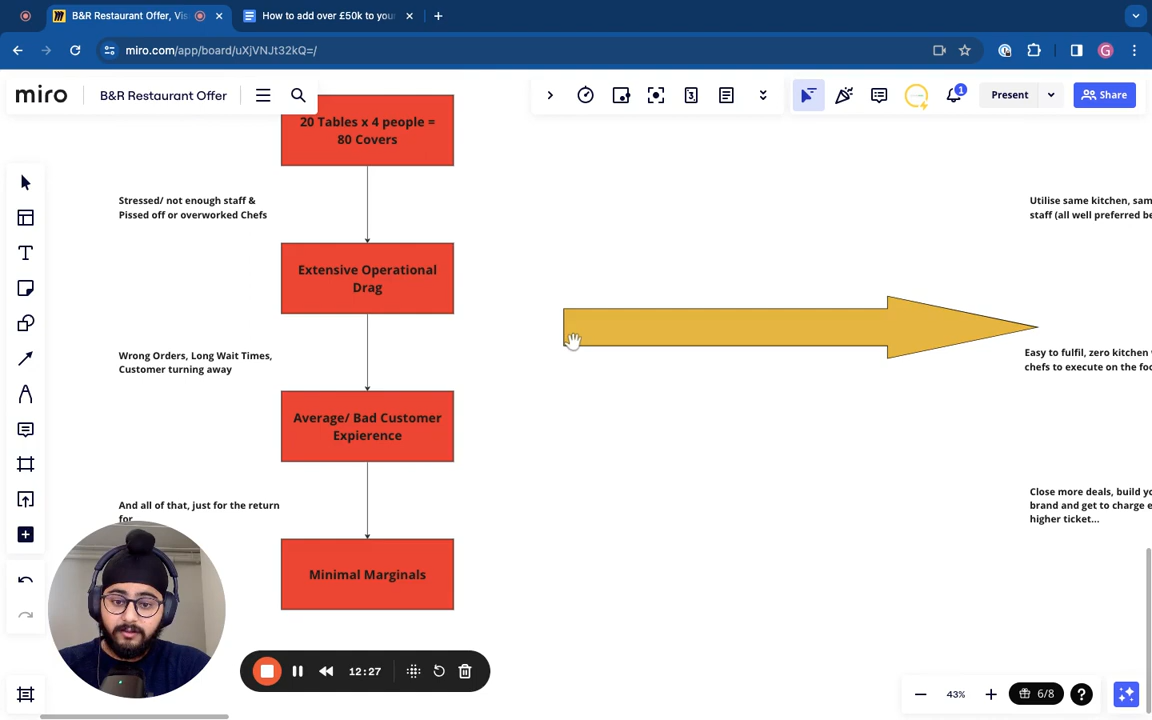 B&R Restaurant Offer, Vis
How to add over £50k to your
miro.com/app/board/uXjVNJt32kQ=/
G
miro
B&R Restaurant Offer
3
1
Present
Share
20 Tables x 4 people =
80 Covers
Stressed/ not enough staff &
Pissed off or overworked Chefs
Utilise same kitchen, sam
staff (all well preferred be
Extensive Operational
Drag
Wrong Orders, Long Wait Times,
Customer turning away
Easy to fulfil, zero kitchen
chefs to execute on the foo
Average/ Bad Customer
Expierence
And all of that, just for the return
for
Close more deals, build yo
brand and get to charge e
higher ticket...
Minimal Marginals
12:27
43%
6/8
?